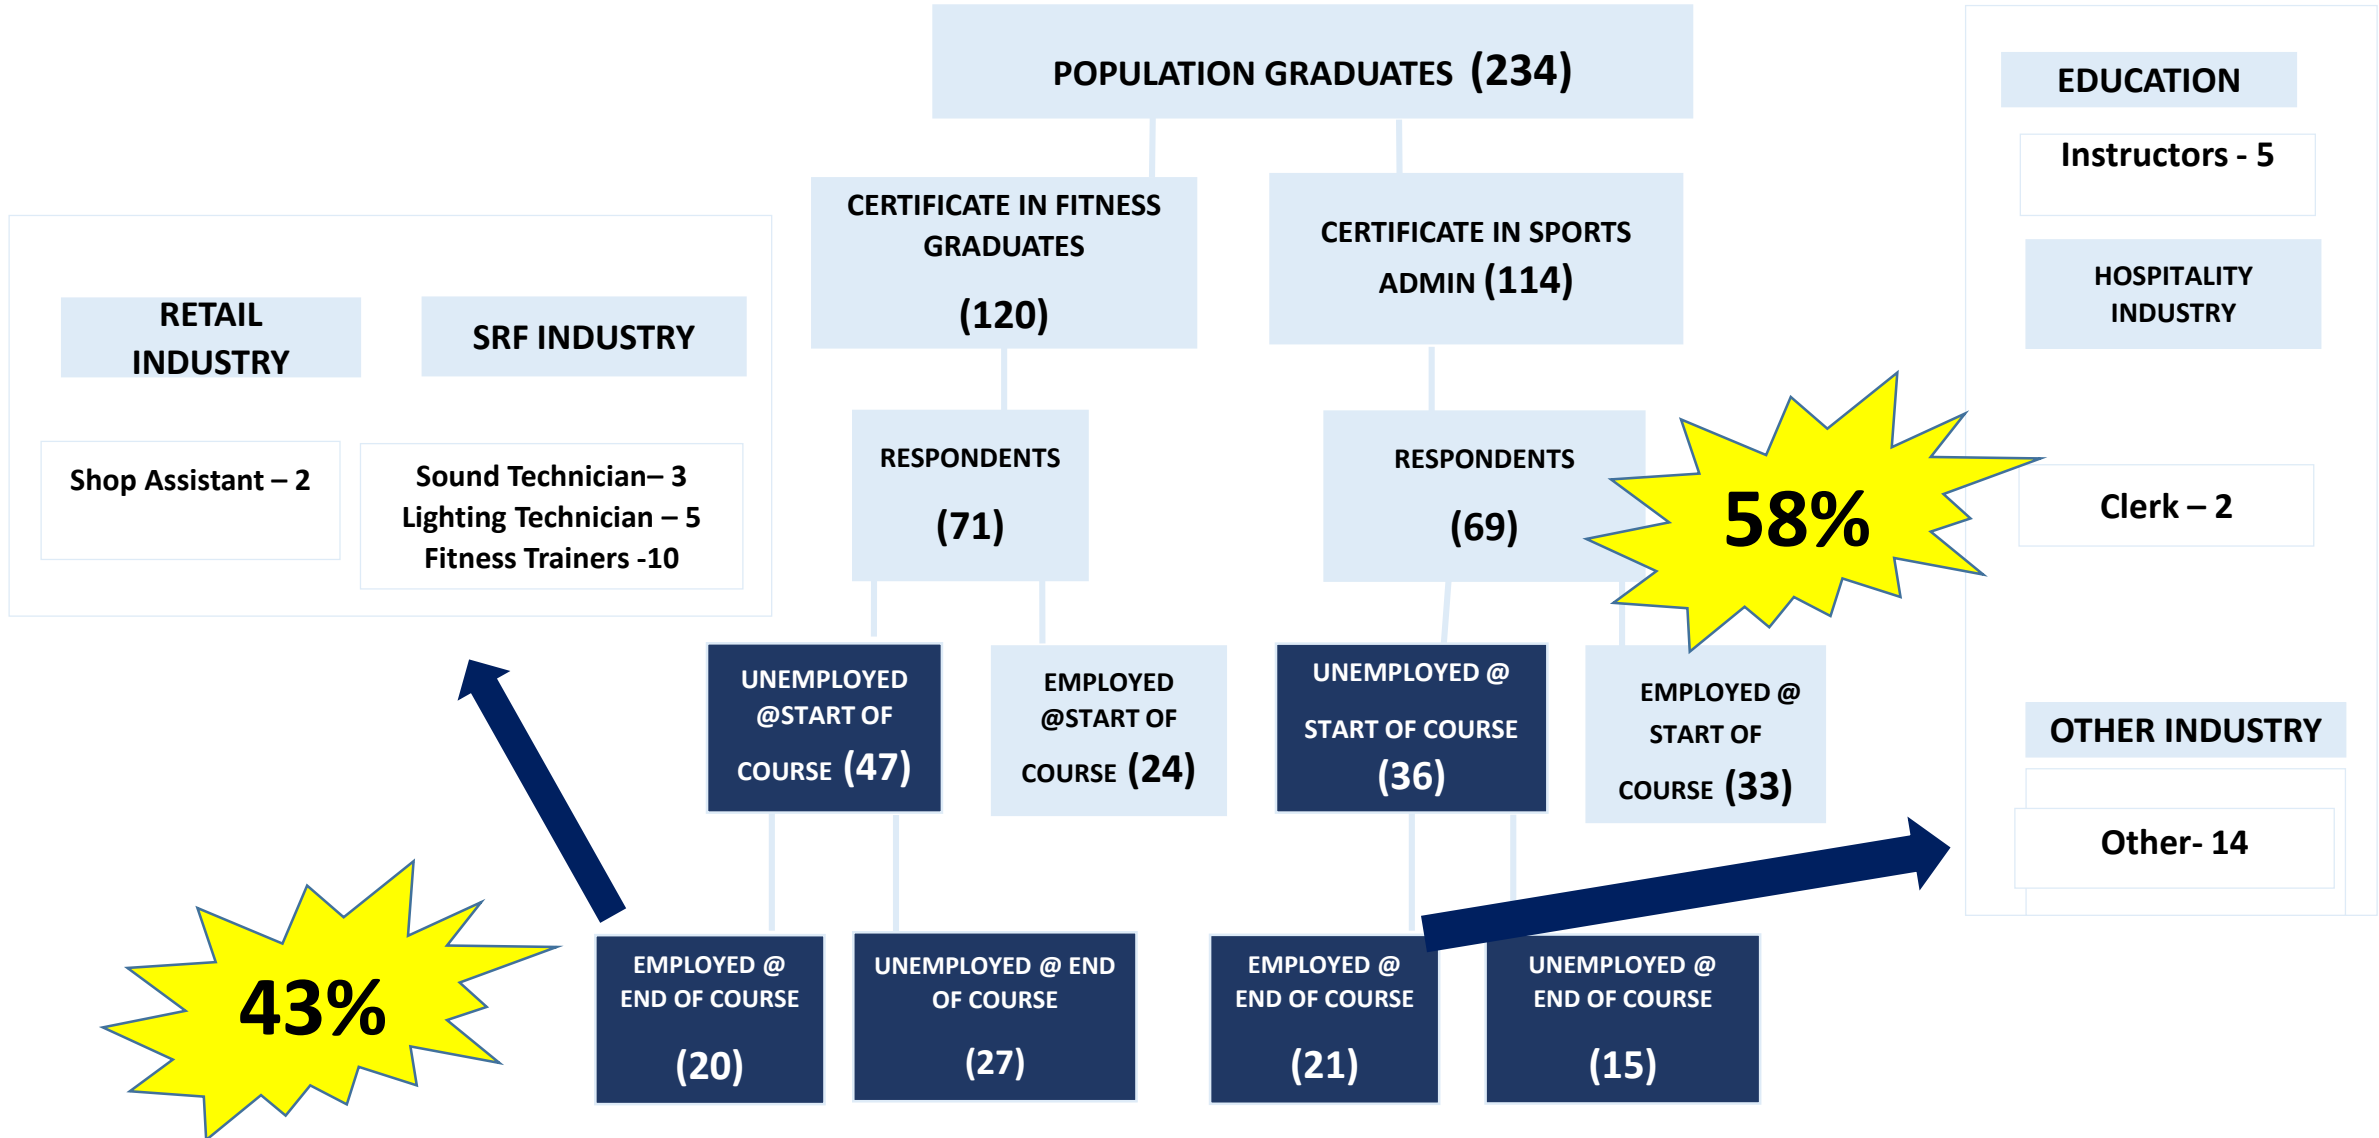 POPULATION GRADUATES (234)
CERTIFICATE IN FITNESS
GRADUATES
(120)
CERTIFICATE IN SPORTS
ADMIN (114)
RESPONDENTS
(71)
RESPONDENTS
(69)
UNEMPLOYED
@START OF
COURSE (47)
EMPLOYED
@START OF
COURSE (24)
UNEMPLOYED @
START OF COURSE
(36)
EMPLOYED @
START OF
COURSE (33)
EMPLOYED @
END OF COURSE
(20)
UNEMPLOYED @ END
OF COURSE
(27)
EMPLOYED @
END OF COURSE
(21)
UNEMPLOYED @
END OF COURSE
(15)
RETAIL
INDUSTRY
Shop Assistant – 2
SRF INDUSTRY
Sound Technician– 3
Lighting Technician – 5
Fitness Trainers -10
43%
58%
EDUCATION
Instructors - 5
HOSPITALITY
INDUSTRY
Clerk – 2
OTHER INDUSTRY
Other- 14